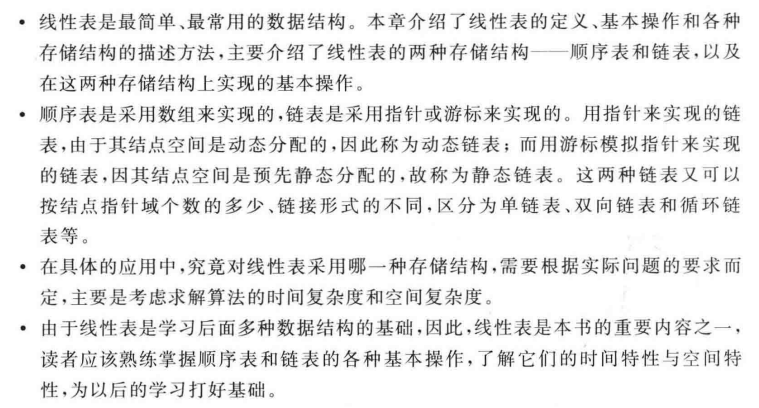 • 线性表是最简单、最常用的数据结构。本章介绍了线性表的定义、基本操作和各种
存储结构的描述方法,主要介绍了线性表的两种存储结构——顺序表和链表,以及
在这两种存储结构上实现的基本操作。
• 顺序表是采用数组来实现的,链表是采用指针或游标来实现的。用指针来实现的链
表,由于其结点空间是动态分配的,因此称为动态链表；而用游标模拟指针来实现
的链表,因其结点空间是预先静态分配的,故称为静态链表。这两种链表又可以
按结点指针域个数的多少、链接形式的不同,区分为单链表、双向链表和循环链
表等。
• 在具体的应用中,究竟对线性表采用哪一种存储结构,需要根据实际问题的要求而
定,主要是考虑求解算法的时间复杂度和空间复杂度。
• 由于线性表是学习后面多种数据结构的基础,因此,线性表是本书的重要内容之一,
读者应该熟练掌握顺序表和链表的各种基本操作,了解它们的时间特性与空间特
性,为以后的学习打好基础。